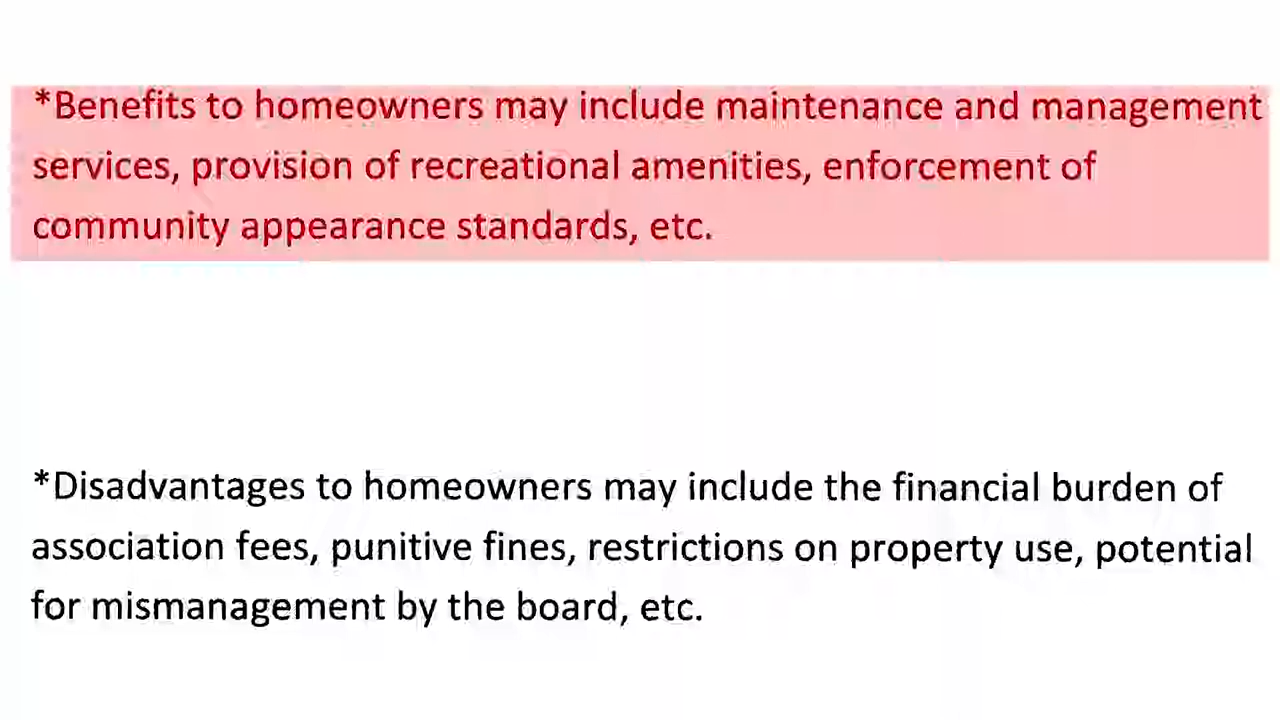 *Benefits to homeowners may include maintenance and management
services, provision of recreational amenities, enforcement of
community appearance standards, etc.
*Disadvantages to homeowners may include the financial burden of
association fees, punitive fines, restrictions on property use, potential
for mismanagement by the board, etc.